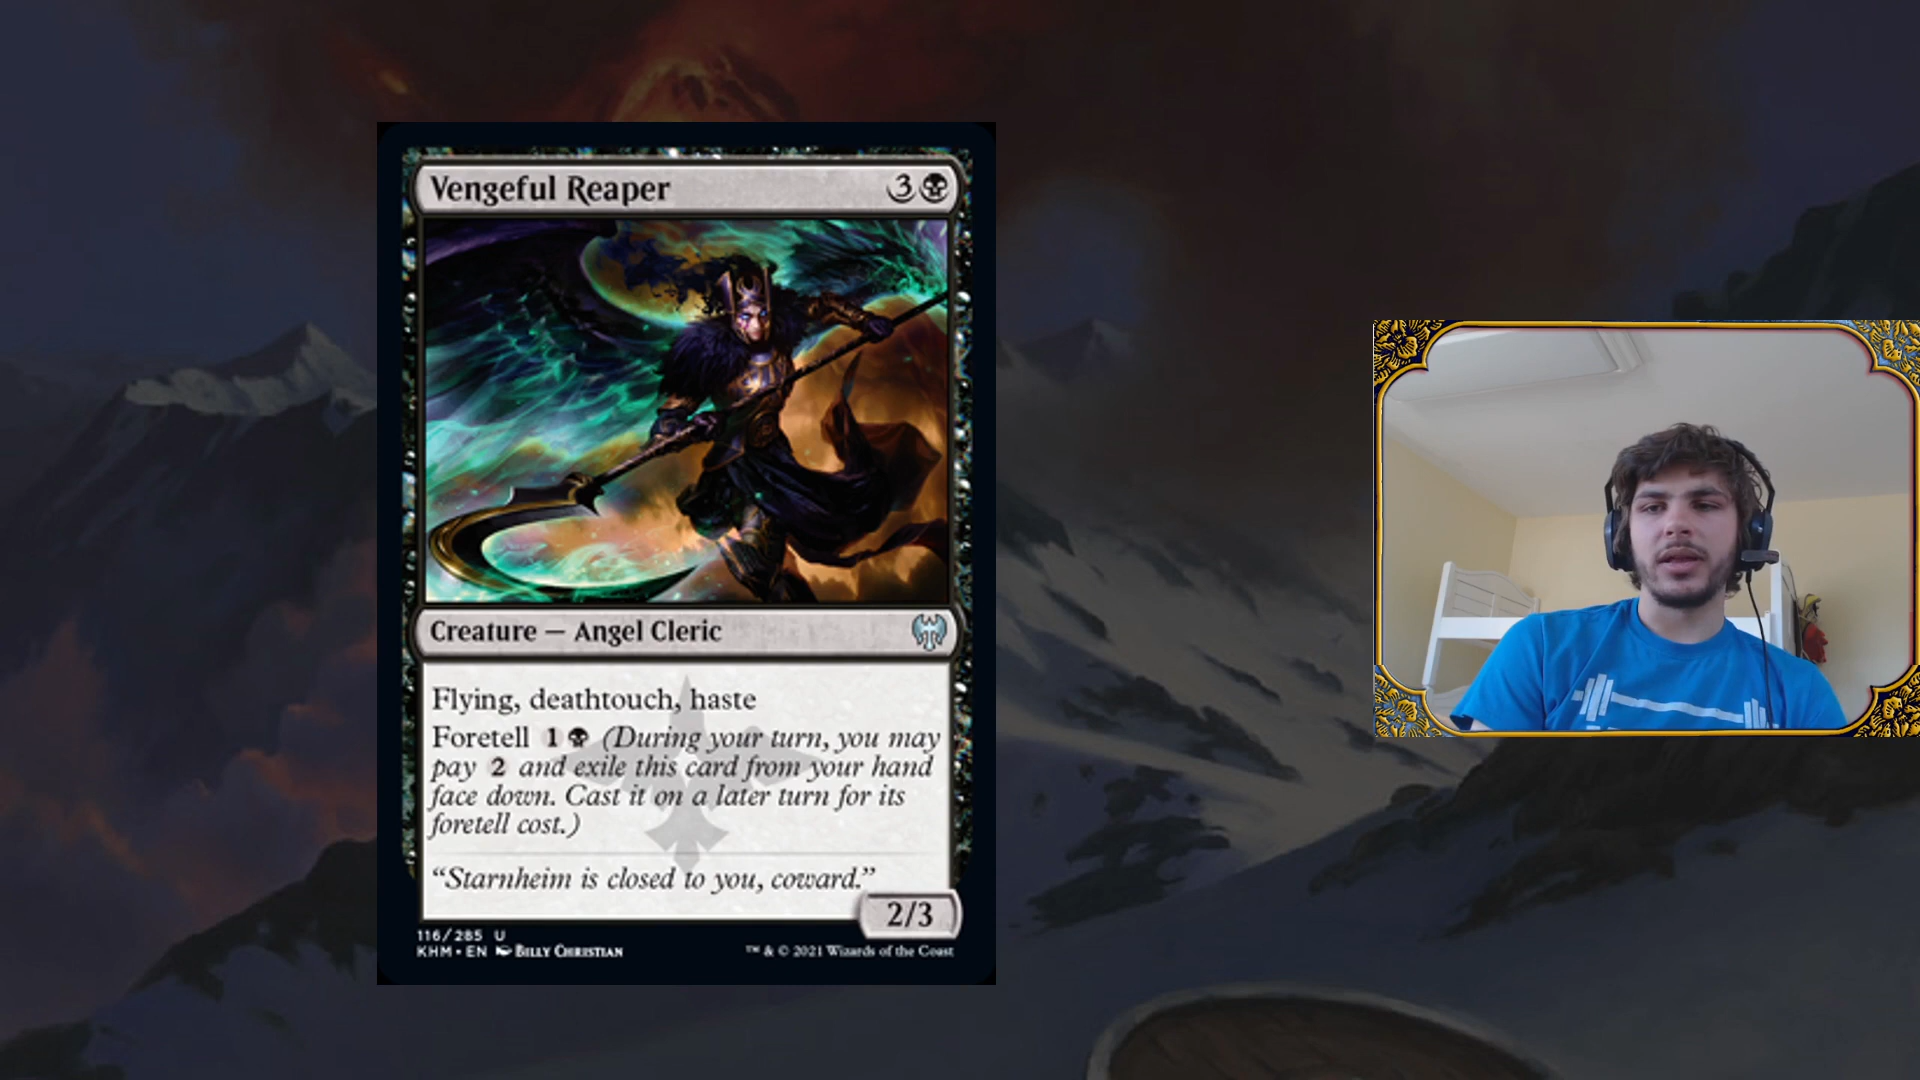 Vengeful Reaper 3
Creature — Angel Cleric
Flying, deathtouch, haste
Foretell 1 (During your turn, you may
pay 2 and exile this card from your hand
face down. Cast it on a later turn for its
foretell cost.)
“Starnheim is closed to you, coward.”
2/3
116/285 U
KHM • EN BILLY CHRISTIAN
™ & © 2021 Wizards of the Coast